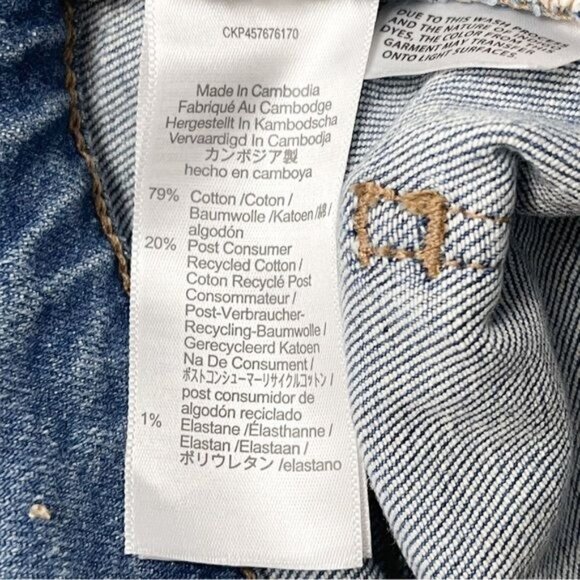 CKP457676170
DUE TO THIS WASH PROCESS
AND THE NATURE OF INDIGO
DYES, THE COLOR FROM THIS
GARMENT MAY TRANSFER
ONTO LIGHT SURFACES.
Made In Cambodia
Fabriqué Au Cambodge
Hergestellt In Kambodscha
Vervaardigd In Cambodja
カンボジア製
hecho en camboya
79% Cotton /Coton /
Baumwolle /Katoen/綿/
algodón
20% Post Consumer
Recycled Cotton /
Coton Recyclé Post
Consommateur /
Post-Verbraucher-
Recycling-Baumwolle /
Gerecycleerd Katoen
Na De Consument /
ポストコンシューマーリサイクルコットン /
post consumidor de
algodón reciclado
1% Elastane /Élasthanne /
Elastan /Elastaan /
ポリウレタン /elastano